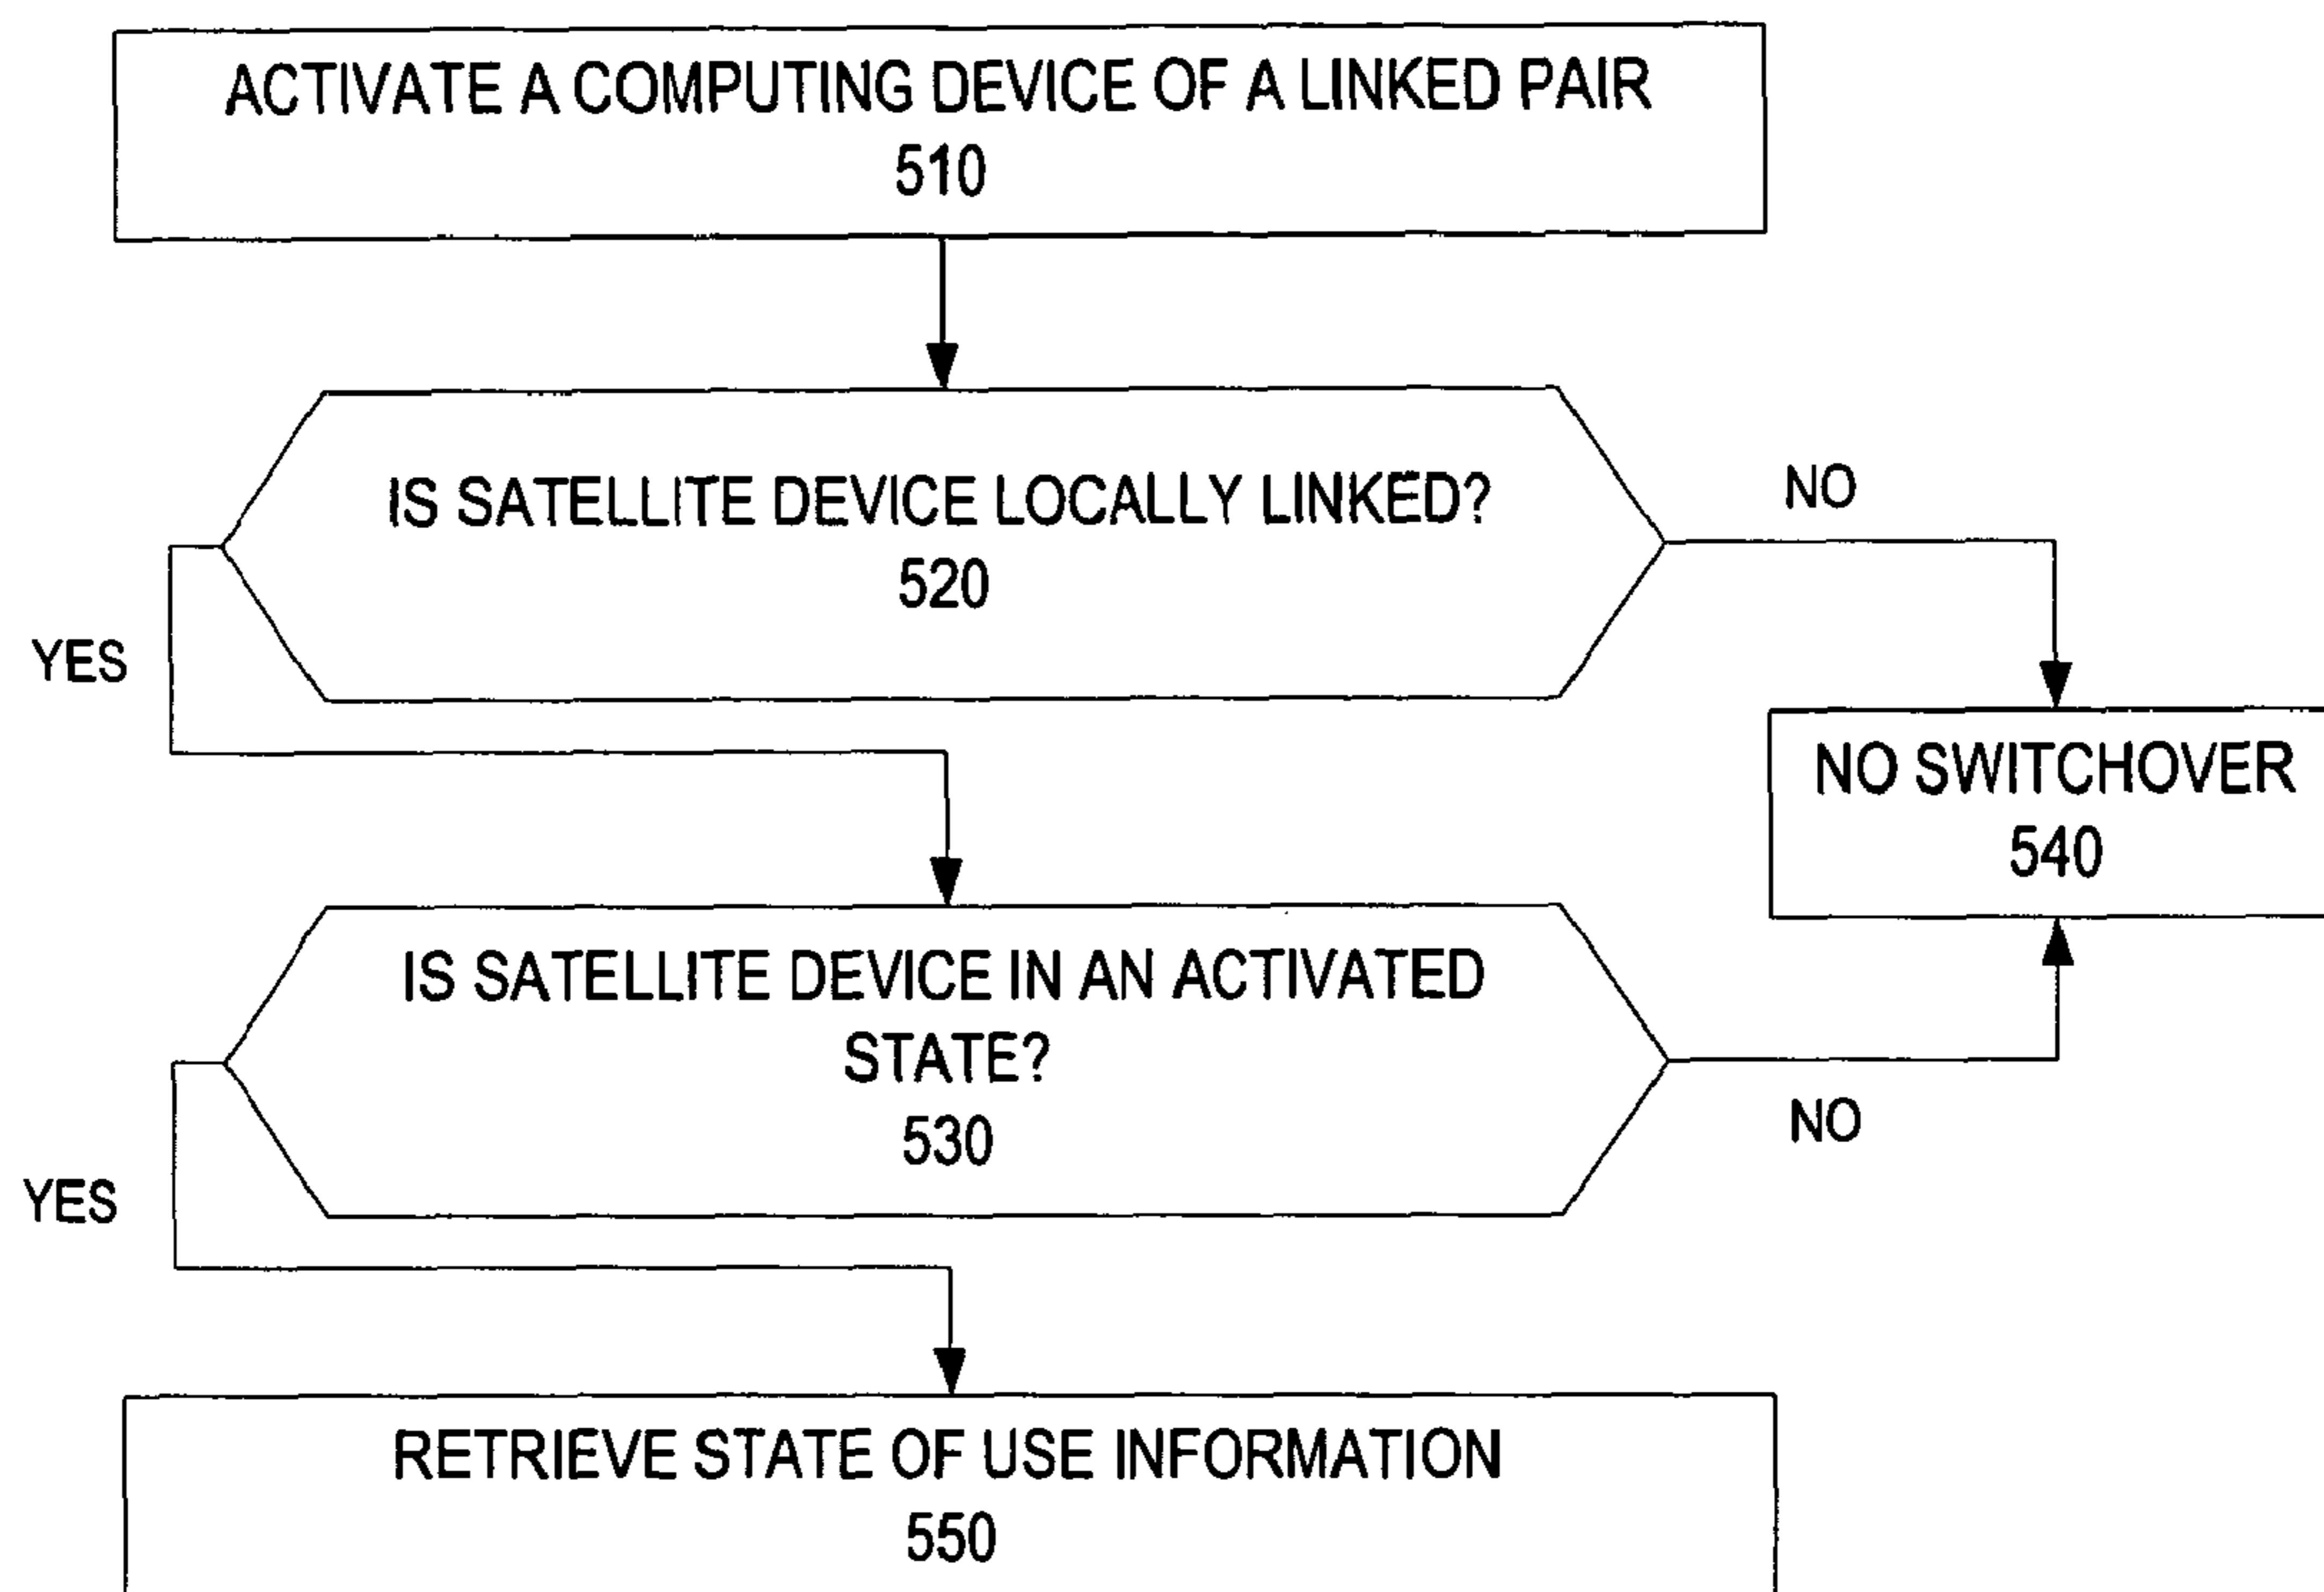 ACTIVATE A COMPUTING DEVICE OF A LINKED PAIR
510
IS SATELLITE DEVICE LOCALLY LINKED?
520
NO
YES
NO SWITCHOVER
540
IS SATELLITE DEVICE IN AN ACTIVATED
STATE?
530
NO
YES
RETRIEVE STATE OF USE INFORMATION
550